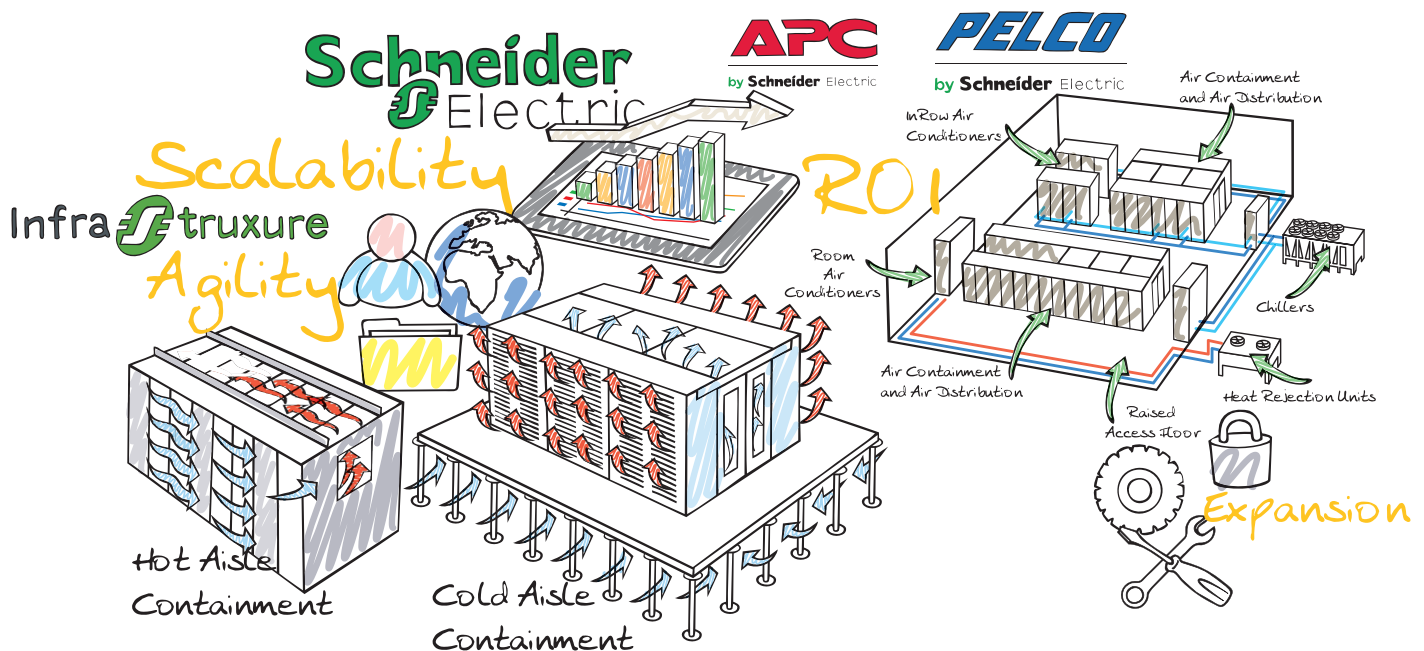 Schneider
Electric
APC
by Schneider Electric
PELCO
by Schneider Electric
Scalability
InfraStruxure
Agility
ROI
InRow Air
Conditioners
Air Containment
and Air Distribution
Room
Air
Conditioners
Chillers
Air Containment
and Air Distribution
Heat Rejection Units
Raised
Access Floor
Expansion
Hot Aisle
Containment
Cold Aisle
Containment